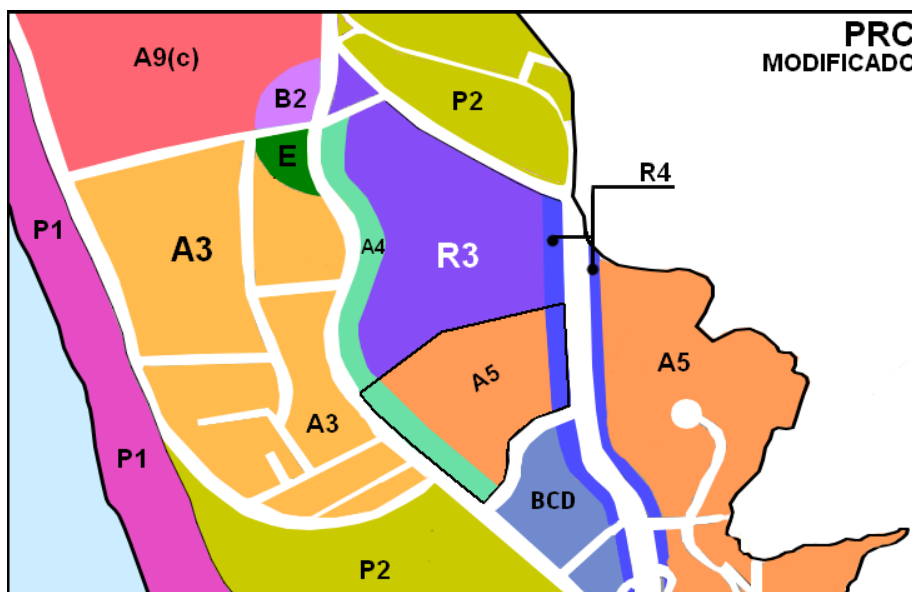 PRC
MODIFICADO
A9(c)
B2
P2
E
R4
P1
A3
A4
R3
A5
A5
A3
P1
BCD
P2